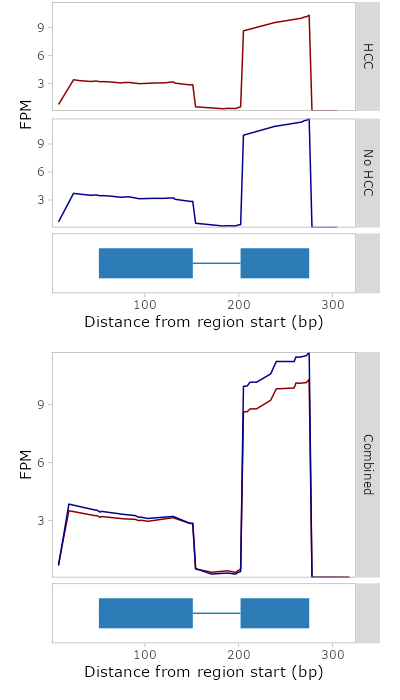 9
6
3
HCC
FPM
9
6
3
No HCC
100 200 300
Distance from region start (bp)
9
6
3
FPM
Combined
100 200 300
Distance from region start (bp)